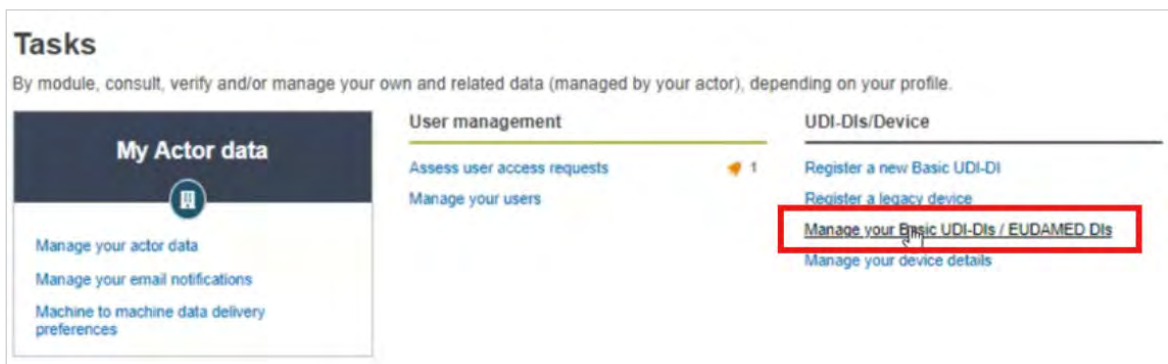 Tasks
By module, consult, verify and/or manage your own and related data (managed by your actor), depending on your profile.
My Actor data
Manage your actor data
Manage your email notifications
Machine to machine data delivery
preferences
User management
Assess user access requests 1
Manage your users
UDI-DIs/Device
Register a new Basic UDI-DI
Register a legacy device
Manage your Basic UDI-DIs / EUDAMED DIs
Manage your device details